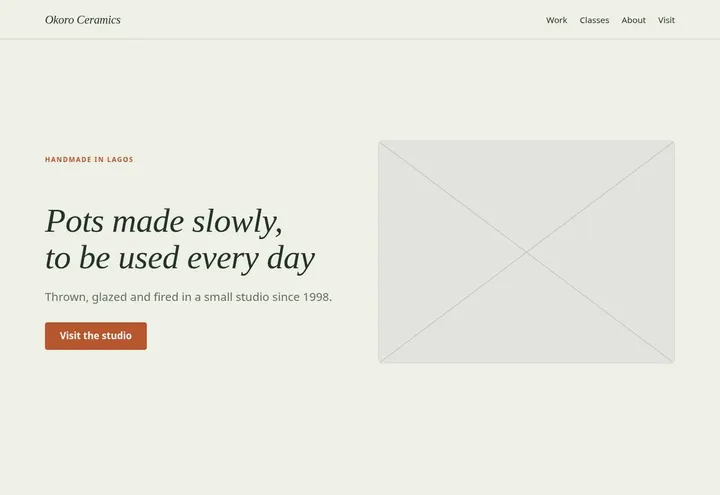 Okoro Ceramics
Work Classes About Visit
HANDMADE IN LAGOS
Pots made slowly,
to be used every day
Thrown, glazed and fired in a small studio since 1998.
Visit the studio